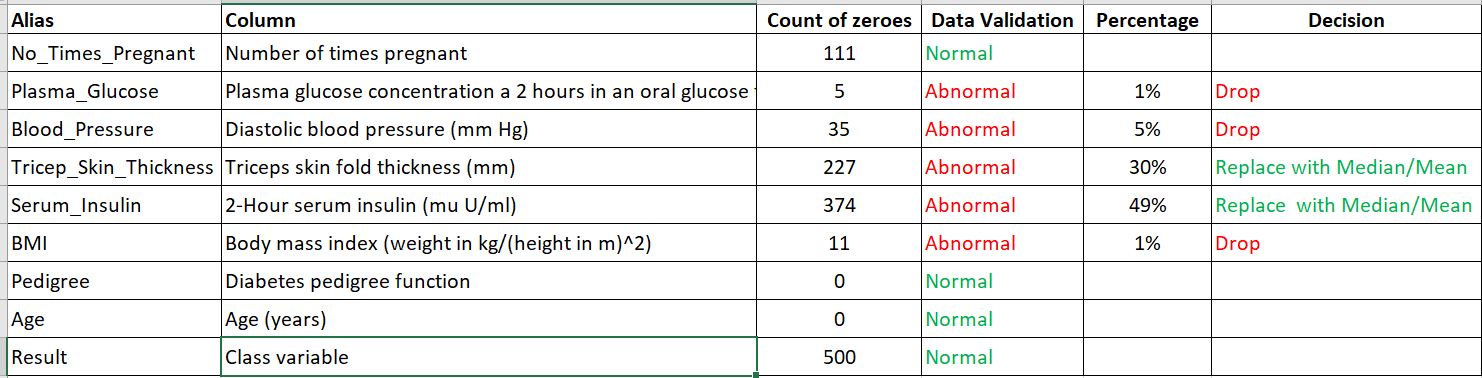 Alias Column Count of zeroes Data Validation Percentage Decision
No_Times_Pregnant Number of times pregnant 111 Normal
Plasma_Glucose Plasma glucose concentration a 2 hours in an oral glucose 5 Abnormal 1% Drop
Blood_Pressure Diastolic blood pressure (mm Hg) 35 Abnormal 5% Drop
Tricep_Skin_Thickness Triceps skin fold thickness (mm) 227 Abnormal 30% Replace with Median/Mean
Serum_Insulin 2-Hour serum insulin (mu U/ml) 374 Abnormal 49% Replace  with Median/Mean
BMI Body mass index (weight in kg/(height in m)^2) 11 Abnormal 1% Drop
Pedigree Diabetes pedigree function 0 Normal
Age Age (years) 0 Normal
Result Class variable 500 Normal